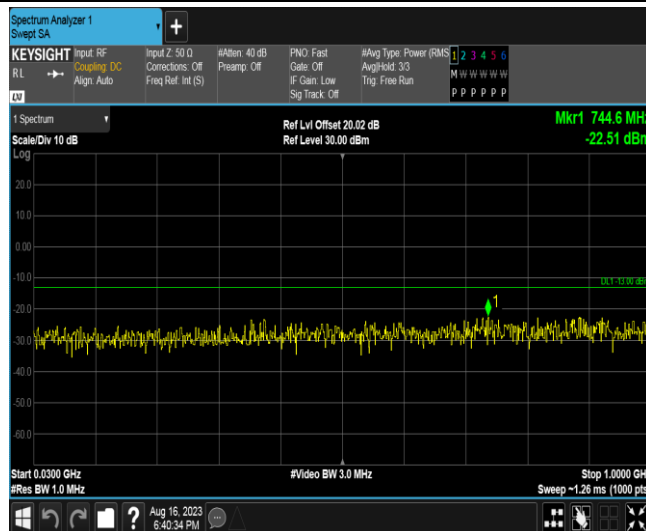 Spectrum Analyzer 1
Swept SA
+
KEYSIGHT Input: RF Input Z: 50 Ω #Atten: 40 dB PNO: Fast #Avg Type: Power (RMS 1 2 3 4 5 6
RL Coupling: DC Corrections: Off Preamp: Off Gate: Off Avg|Hold: 3/3 M W W W W W
Align: Auto Freq Ref: Int (S) IF Gain: Low Trig: Free Run
Sig Track: Off P P P P P P
LXI
1 Spectrum Ref Lvl Offset 20.02 dB Mkr1 744.6 MHz
Scale/Div 10 dB Ref Level 30.00 dBm -22.51 dBm
Log
20.0
10.0
0.00
-10.0 DL1 -13.00 dBm
1
-20.0
-30.0
-40.0
-50.0
-60.0
Start 0.0300 GHz #Video BW 3.0 MHz Stop 1.0000 GHz
#Res BW 1.0 MHz Sweep ~1.26 ms (1000 pts
? Aug 16, 2023
6:40:34 PM